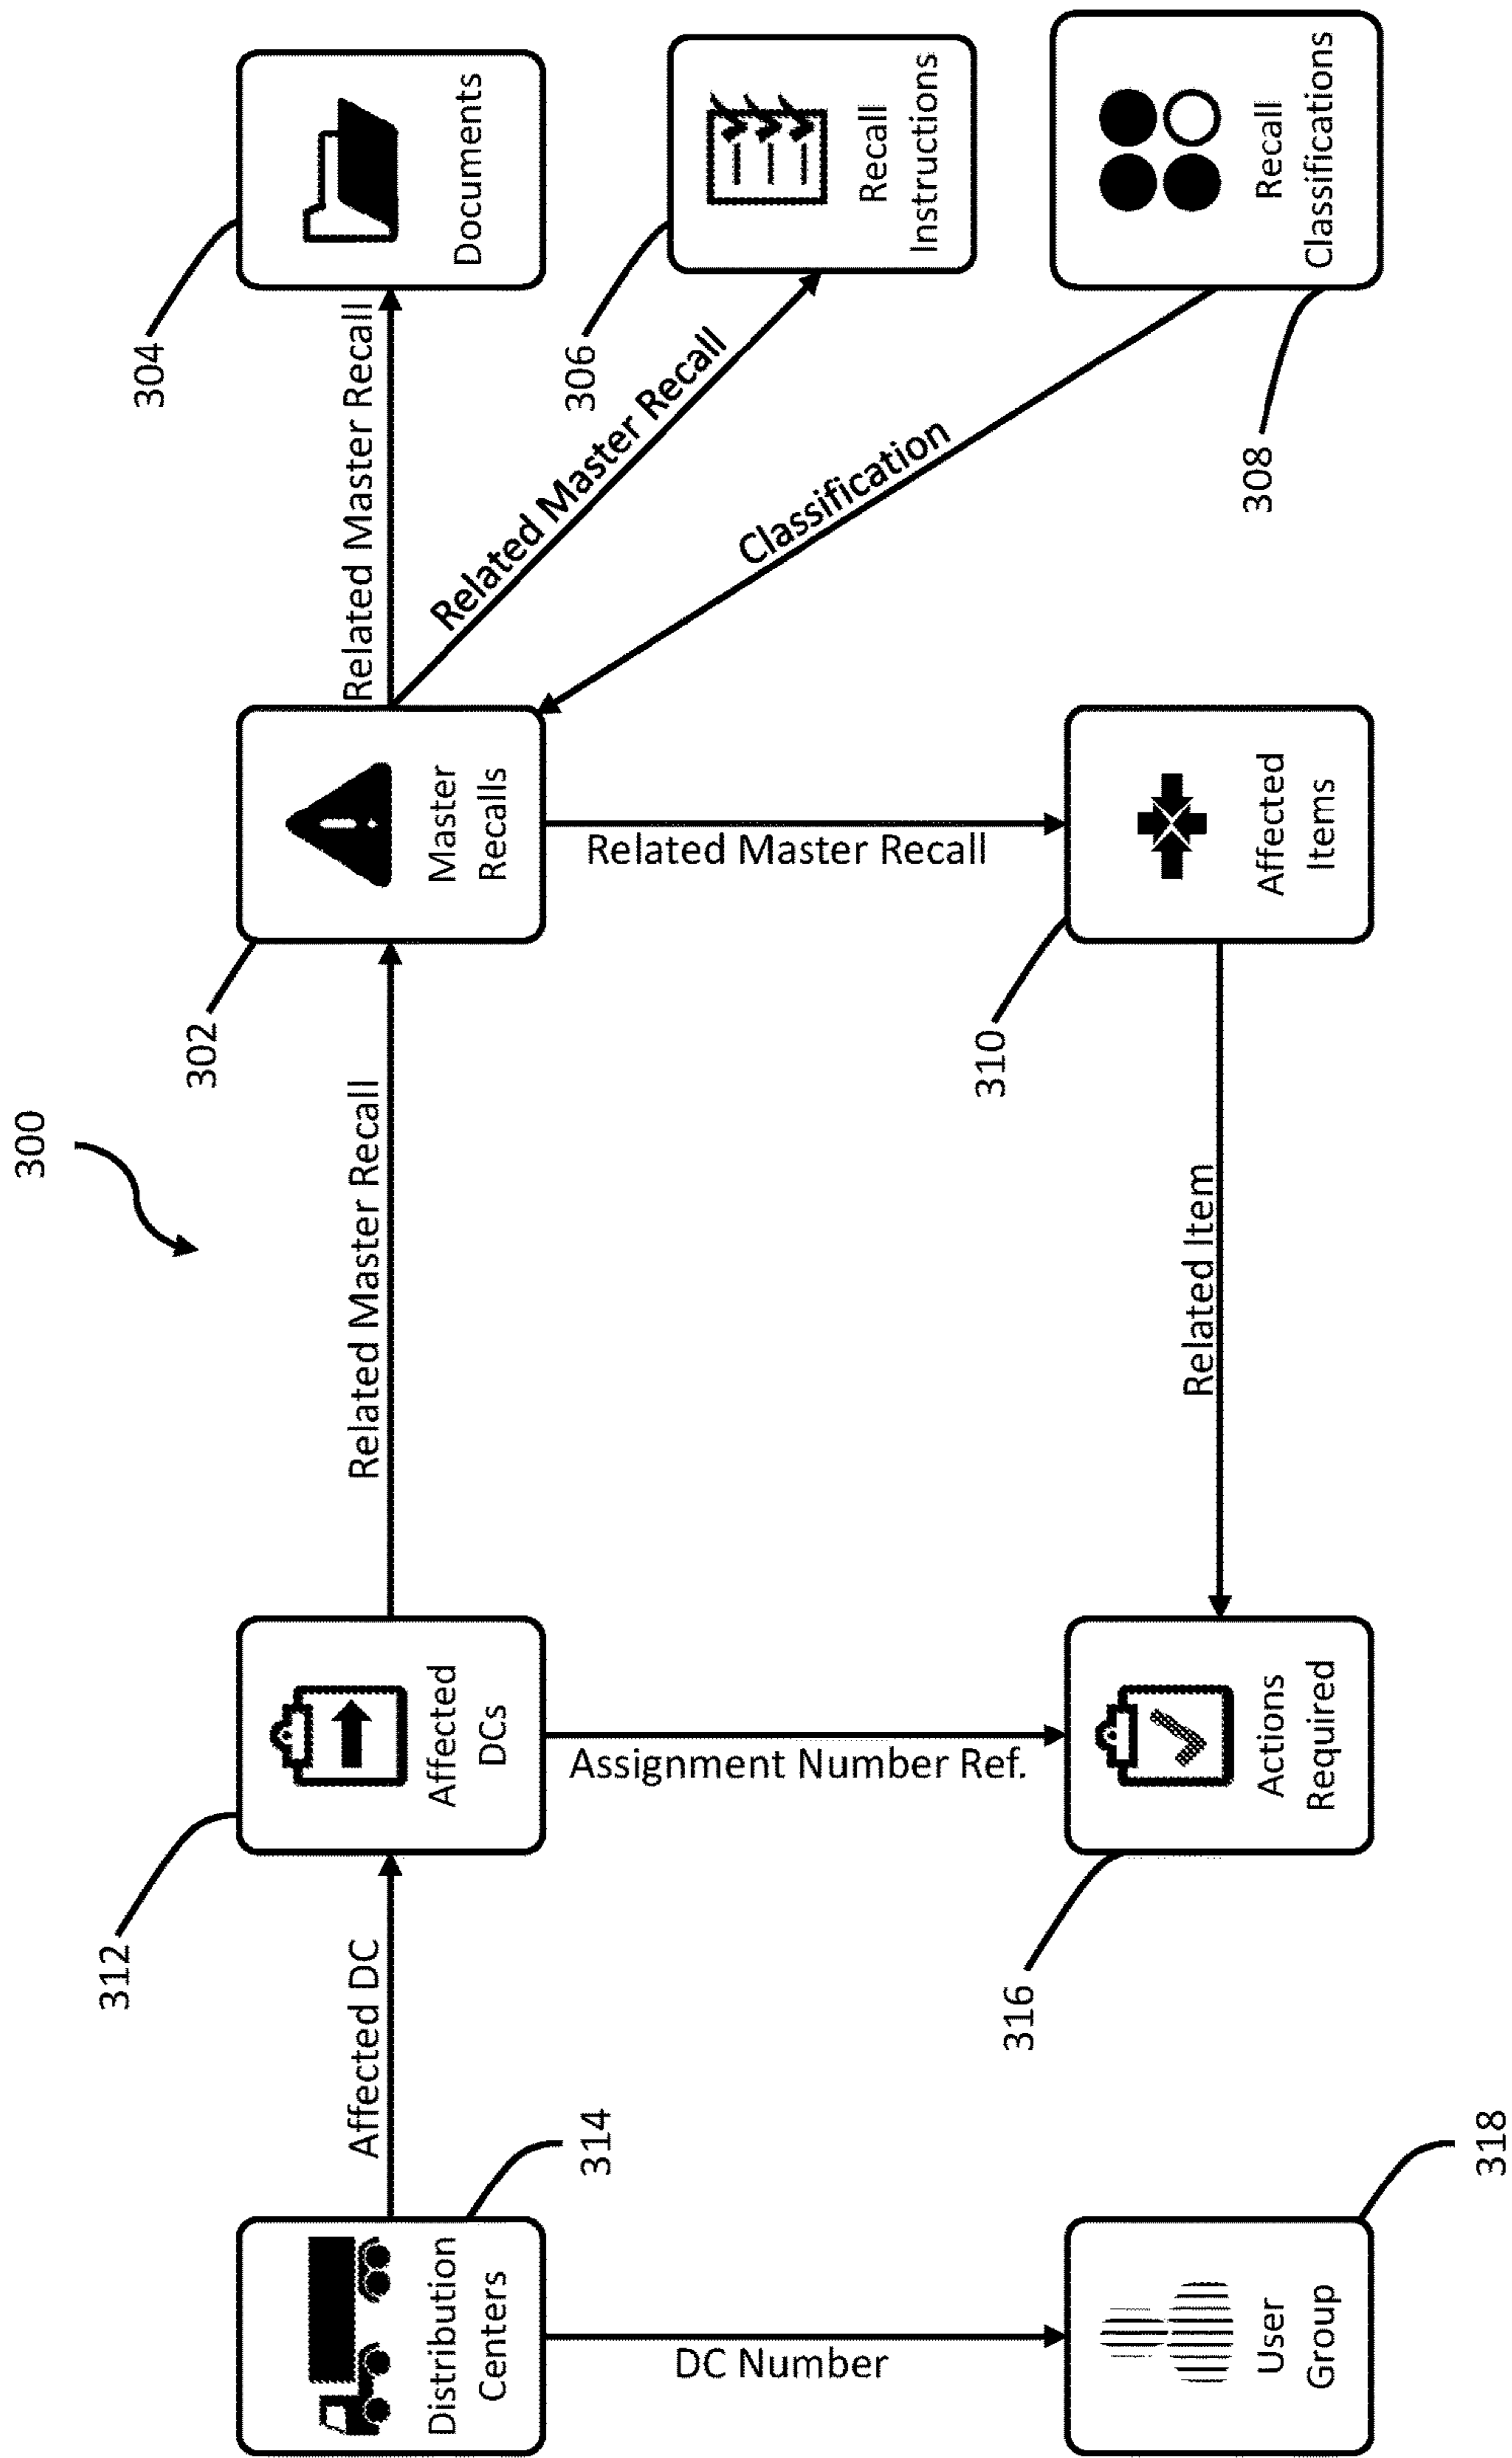 300
304
Documents
Related Master Recall
302
Master
Recalls
Related Master Recall
306
Recall
Instructions
Related Master Recall
Classification
308
Recall
Classifications
Related Master Recall
310
Affected
Items
312
Affected
DCs
Affected DC
314
Distribution
Centers
Assignment Number Ref.
Related Item
316
Actions
Required
DC Number
318
User
Group